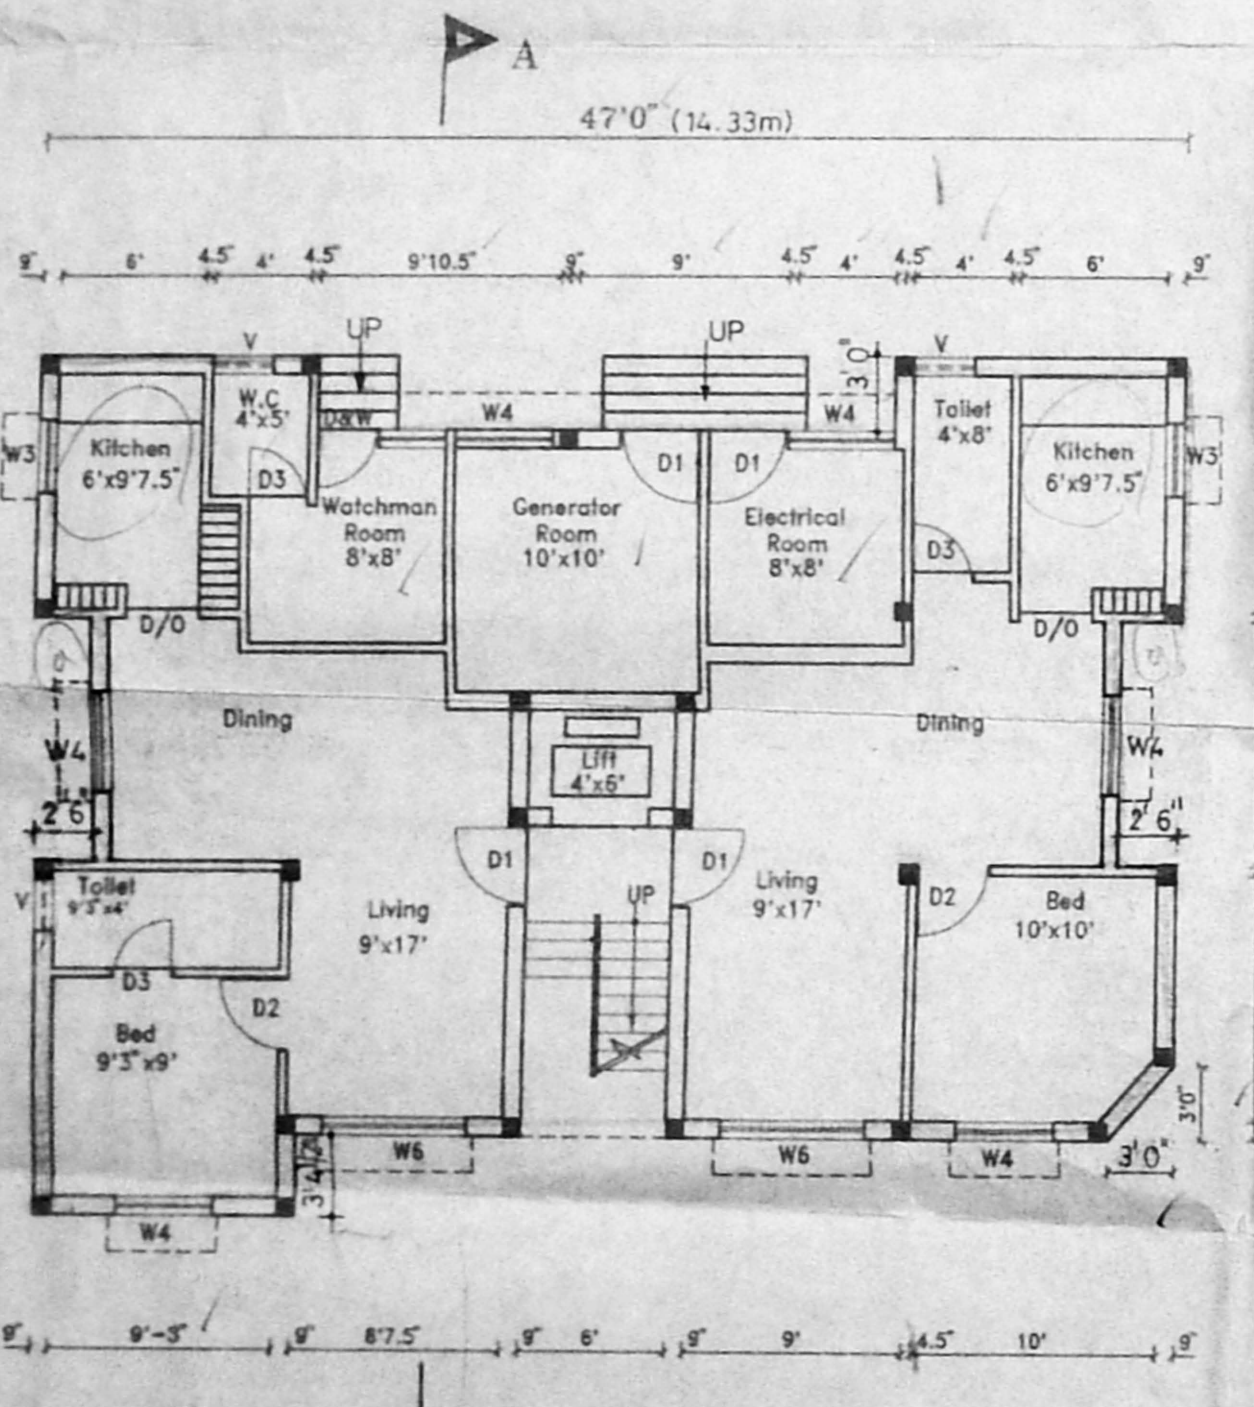 A
47'0" (14.33m)
9" 6' 4.5" 4' 4.5" 9'10.5" 9" 9' 4.5" 4' 4.5" 4' 4.5" 6' 9"
UP UP
V V
3'0"
W.C
4'x5'
D&W W4 W4
Toilet
4'x8'
W3 Kitchen
6'x9'7.5"
D3 D1 D1
Kitchen W3
6'x9'7.5"
Watchman
Room
8'x8'
Generator
Room
10'x10'
Electrical
Room
8'x8'
D3
D/O D/O
Dining Dining
W4 W4
Lift
4'x6'
2'6" 2'6"
D1 D1
V Toilet
9'3"x4'
Living
9'x17'
UP
Living
9'x17'
D2 Bed
10'x10'
D3
D2
Bed
9'3"x9'
3'0"
W6 W6 W4 3'0"
W4
9" 9'-3" 9" 8'7.5" 9" 6' 9" 9' 4.5" 10' 9"